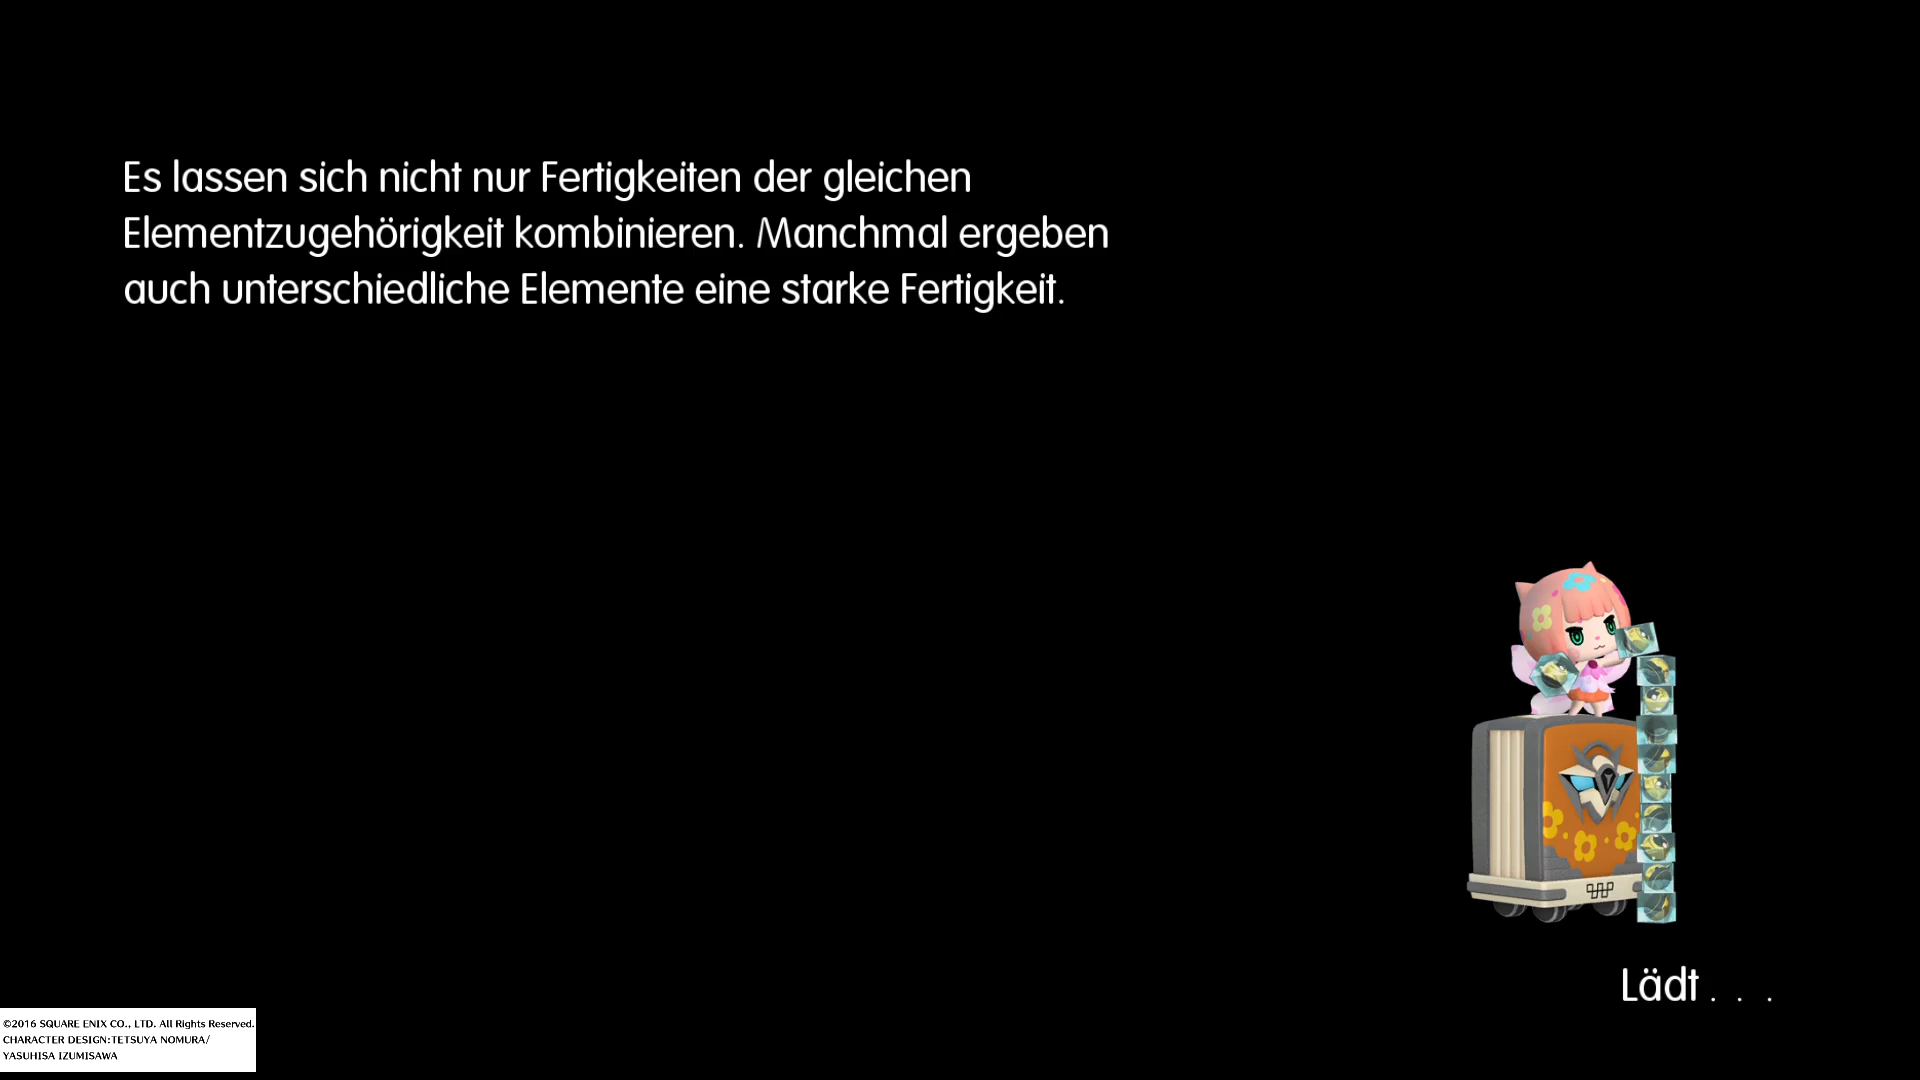 Es lassen sich nicht nur Fertigkeiten der gleichen
Elementzugehörigkeit kombinieren. Manchmal ergeben
auch unterschiedliche Elemente eine starke Fertigkeit.
Lädt . . .
©2016 SQUARE ENIX CO., LTD. All Rights Reserved.
CHARACTER DESIGN:TETSUYA NOMURA/
YASUHISA IZUMISAWA